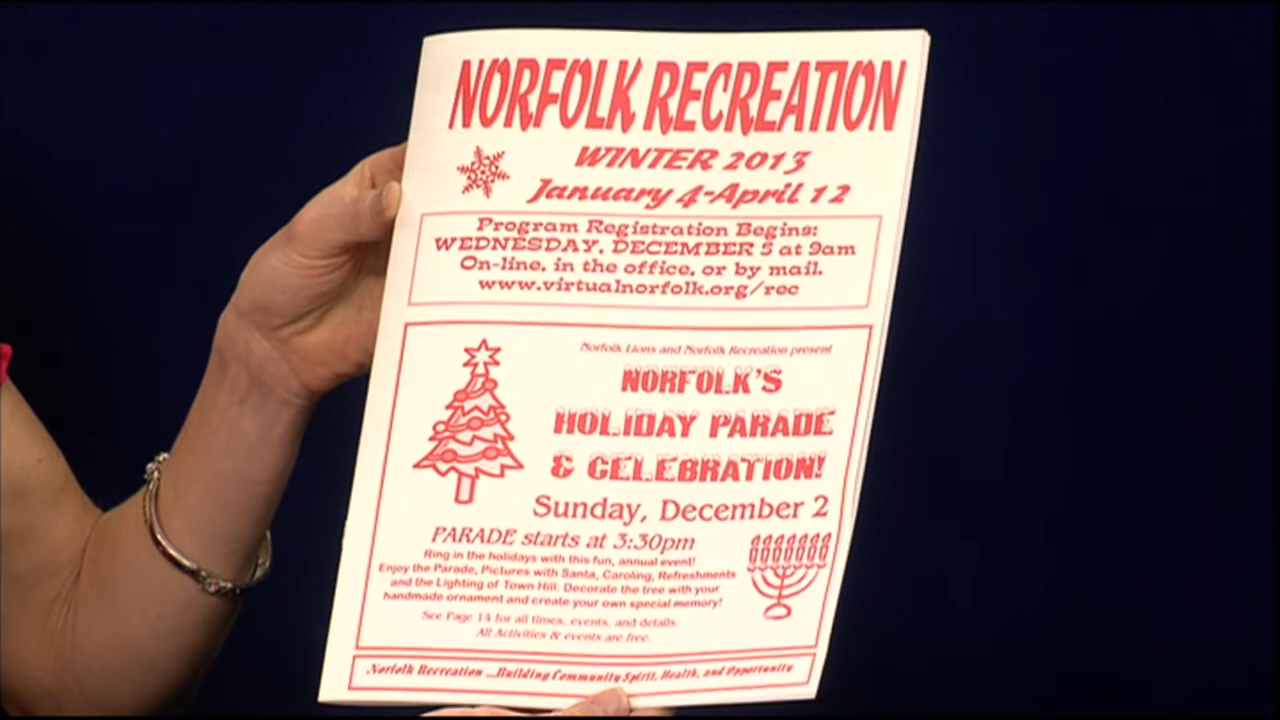 NORFOLK RECREATION
WINTER 2013
January 4-April 12
Program Registration Begins:
WEDNESDAY, DECEMBER 5 at 9am
On-line, in the office, or by mail.
www.virtualnorfolk.org/rec
Norfolk Lions and Norfolk Recreation present
NORFOLK'S
HOLIDAY PARADE
& CELEBRATION!
Sunday, December 2
PARADE starts at 3:30pm
Ring in the holidays with this fun, annual event!
Enjoy the Parade, Pictures with Santa, Caroling, Refreshments
and the Lighting of Town Hill. Decorate the tree with your
handmade ornament and create your own special memory!
See Page 14 for all times, events, and details.
All Activities & events are free.
Norfolk Recreation ...Building Community Spirit, Health, and Opportunity